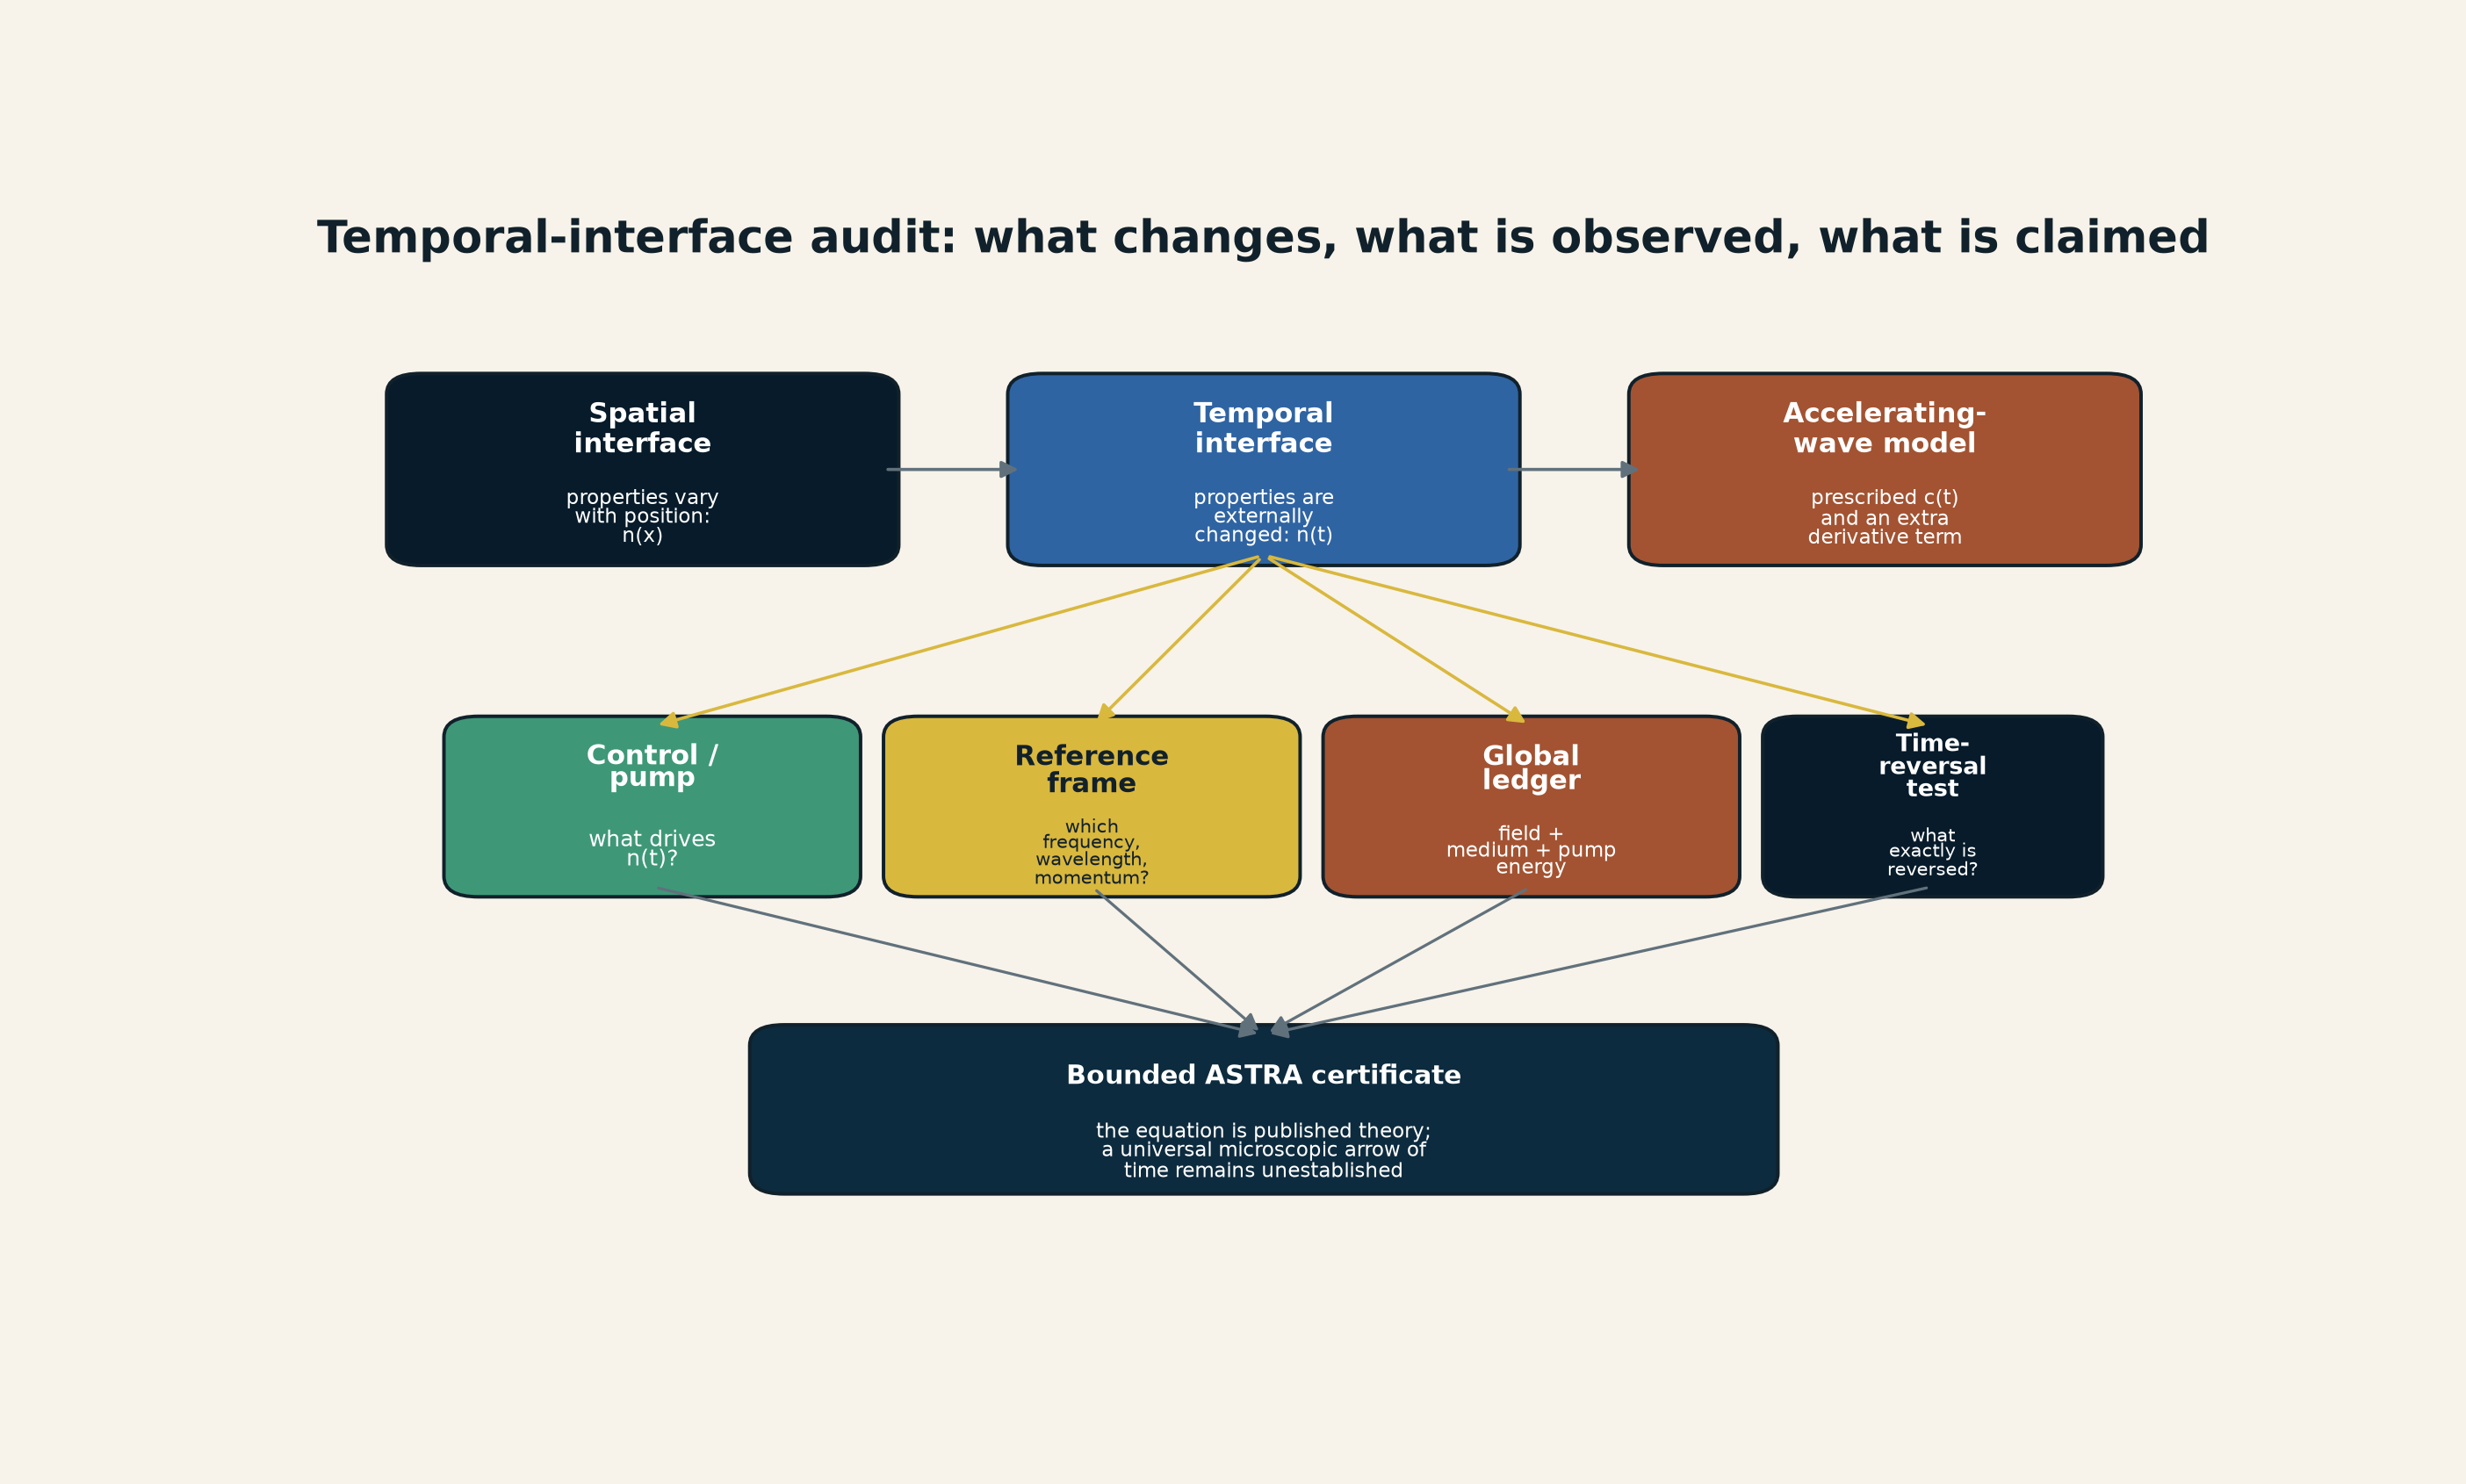 Temporal-interface audit: what changes, what is observed, what is claimed
Spatial
interface
properties vary
with position:
n(x)
Temporal
interface
properties are
externally
changed: n(t)
Accelerating-
wave model
prescribed c(t)
and an extra
derivative term
Control /
pump
what drives
n(t)?
Reference
frame
which
frequency,
wavelength,
momentum?
Global
ledger
field +
medium + pump
energy
Time-
reversal
test
what
exactly is
reversed?
Bounded ASTRA certificate
the equation is published theory;
a universal microscopic arrow of
time remains unestablished